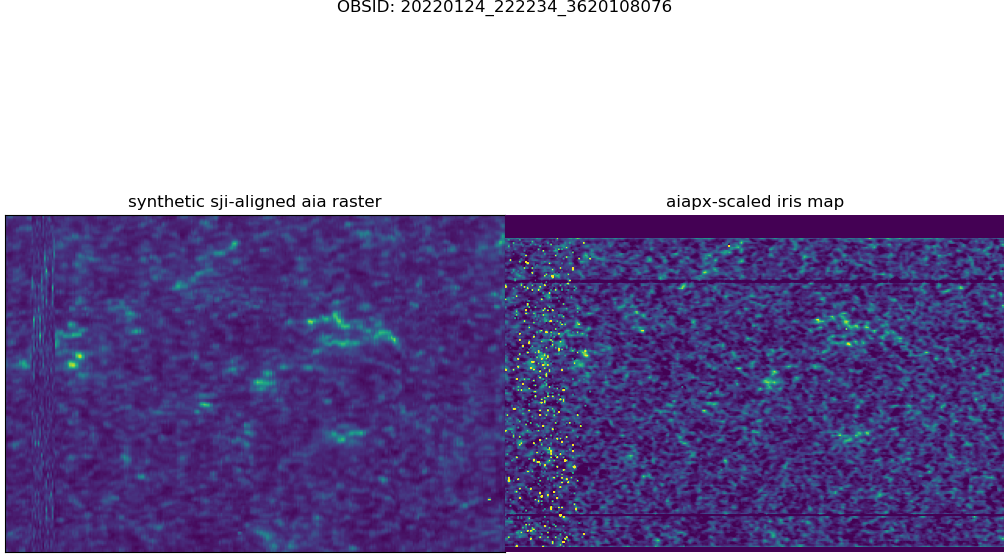 OBSID: 20220124_222234_3620108076
synthetic sji-aligned aia raster
aiapx-scaled iris map